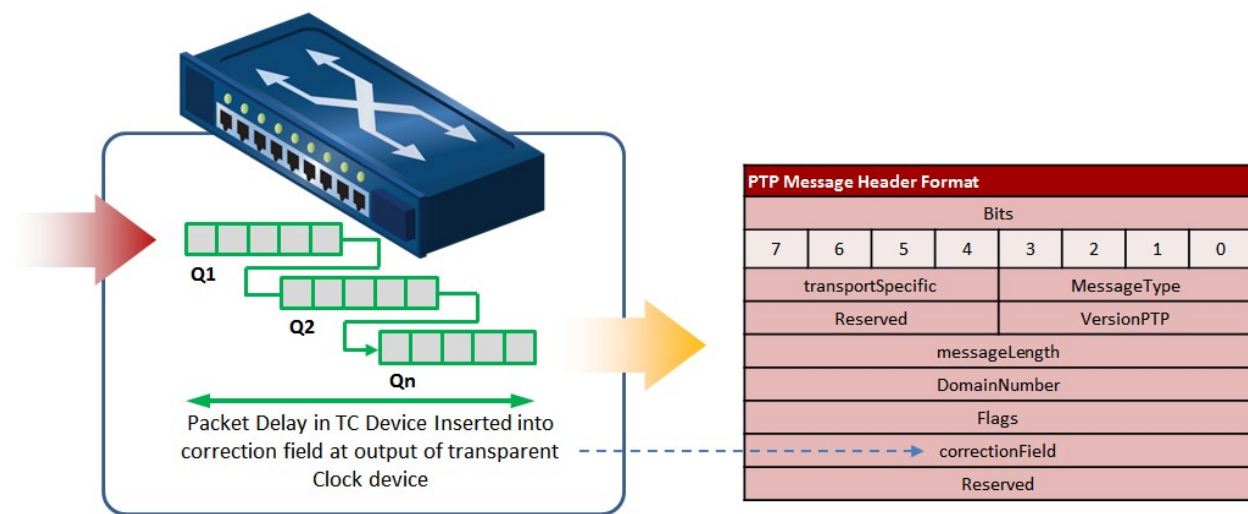 Q1
Q2
Qn
Packet Delay in TC Device Inserted into
correction field at output of transparent
Clock device
PTP Message Header Format
Bits
7 6 5 4 3 2 1 0
transportSpecific MessageType
Reserved VersionPTP
messageLength
DomainNumber
Flags
correctionField
Reserved